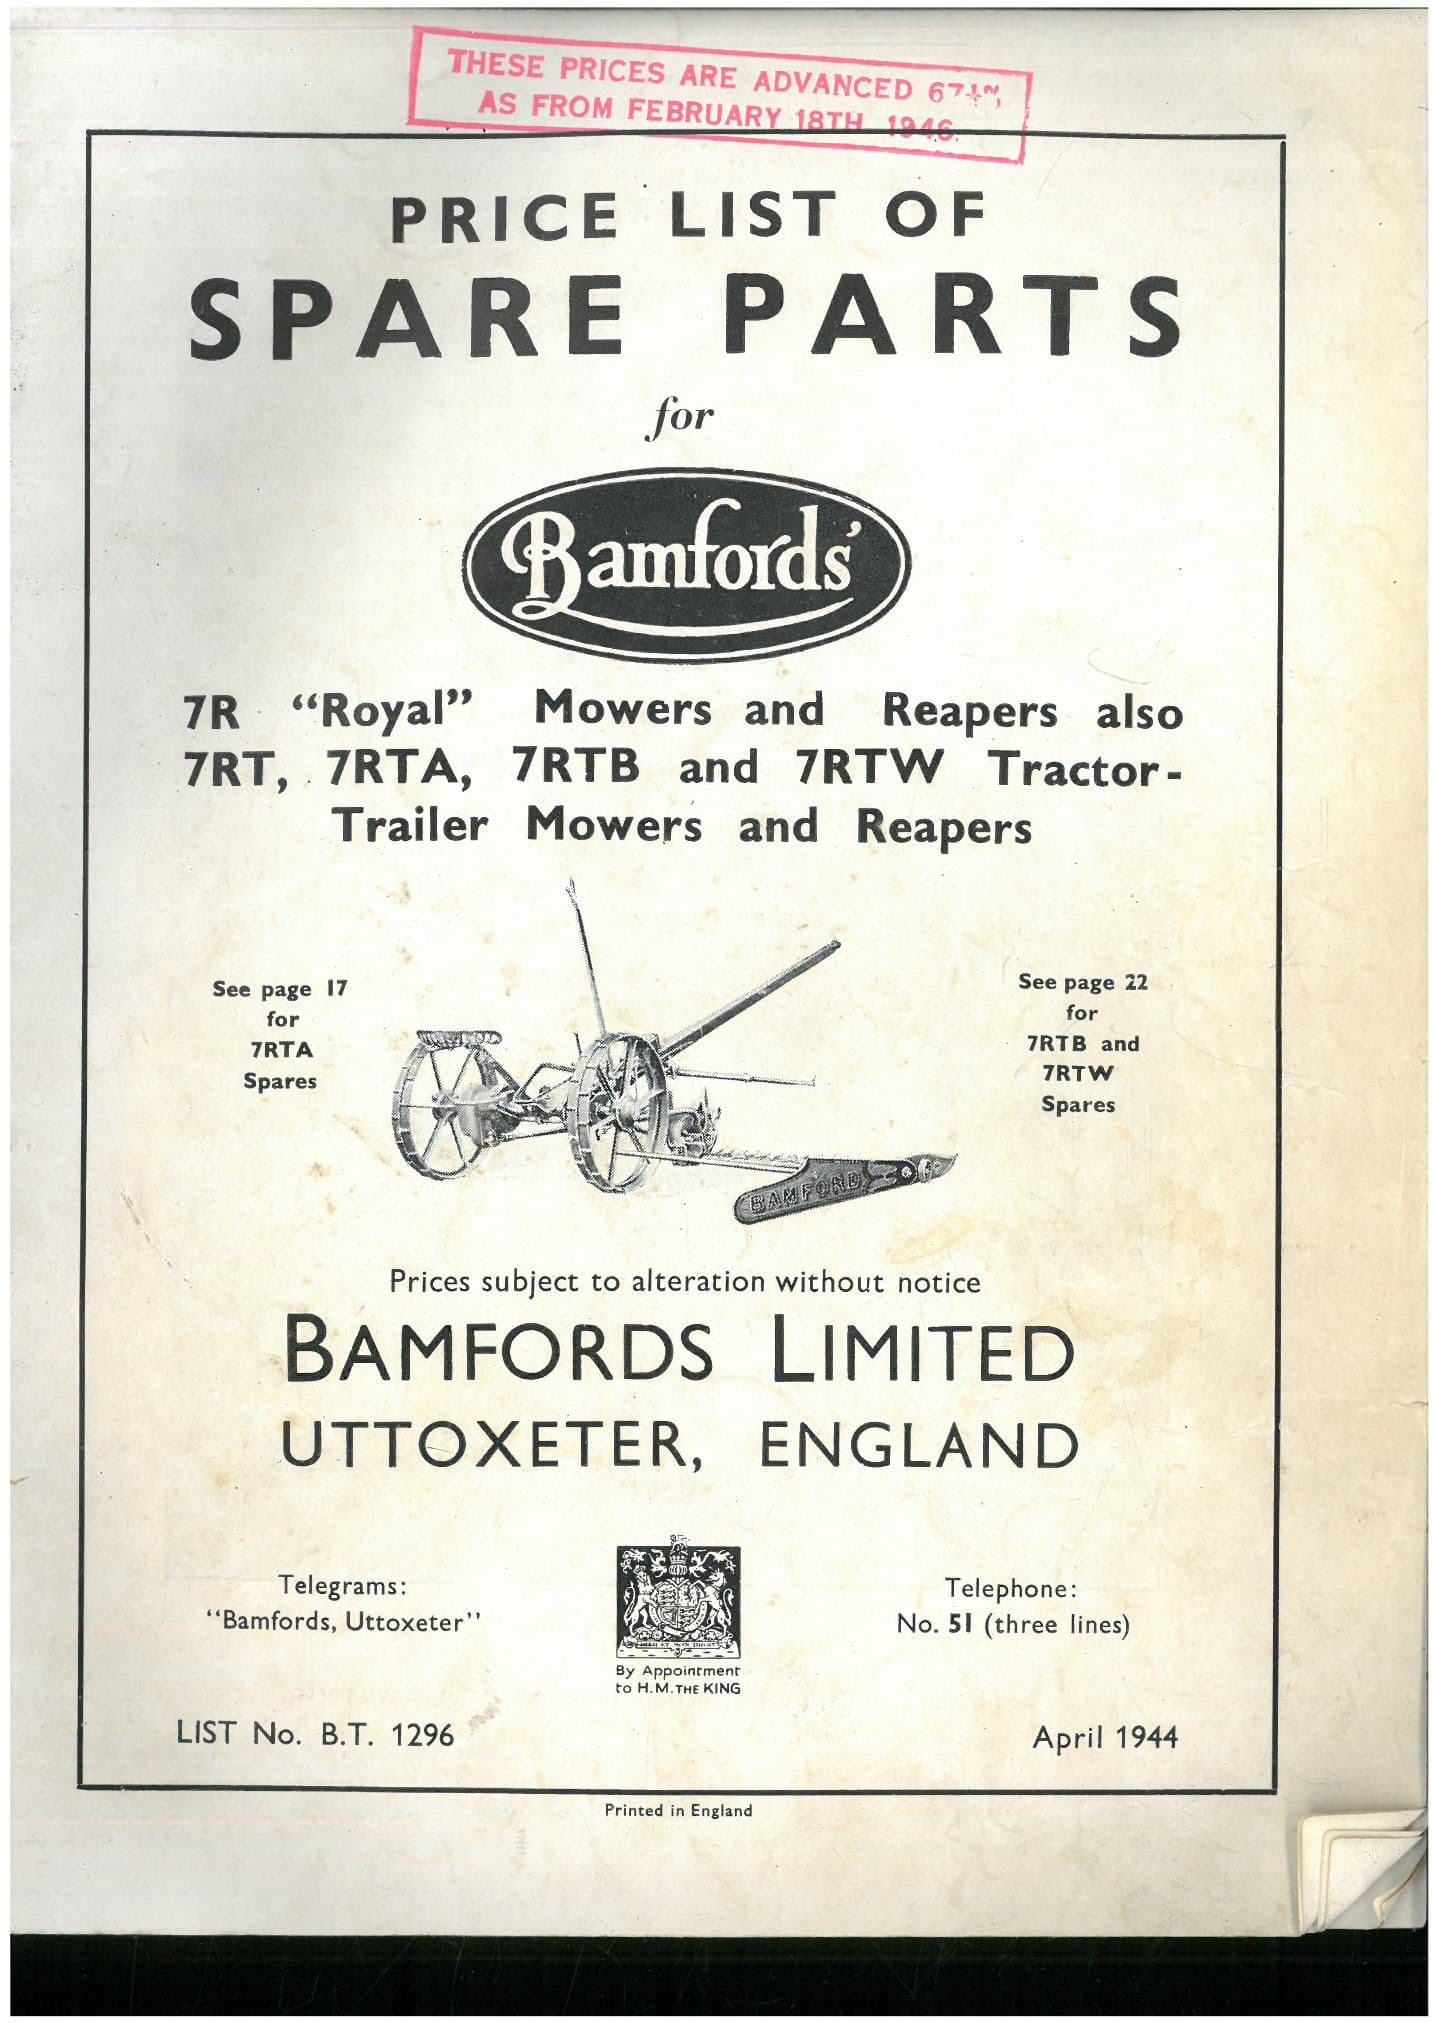 THESE PRICES ARE ADVANCED
AS FROM FEBRUARY 18TH 1946.
PRICE LIST OF
SPARE PARTS
for
Bamfords'
7R "Royal" Mowers and Reapers also
7RT, 7RTA, 7RTB and 7RTW Tractor-
Trailer Mowers and Reapers
See page 17
for
7RTA
Spares
See page 22
for
7RTB and
7RTW
Spares
BAMFORD
Prices subject to alteration without notice
BAMFORDS LIMITED
UTTOXETER, ENGLAND
Telegrams:
"Bamfords, Uttoxeter"
By Appointment
to H.M. THE KING
Telephone:
No. 51 (three lines)
LIST No. B.T. 1296
April 1944
Printed in England